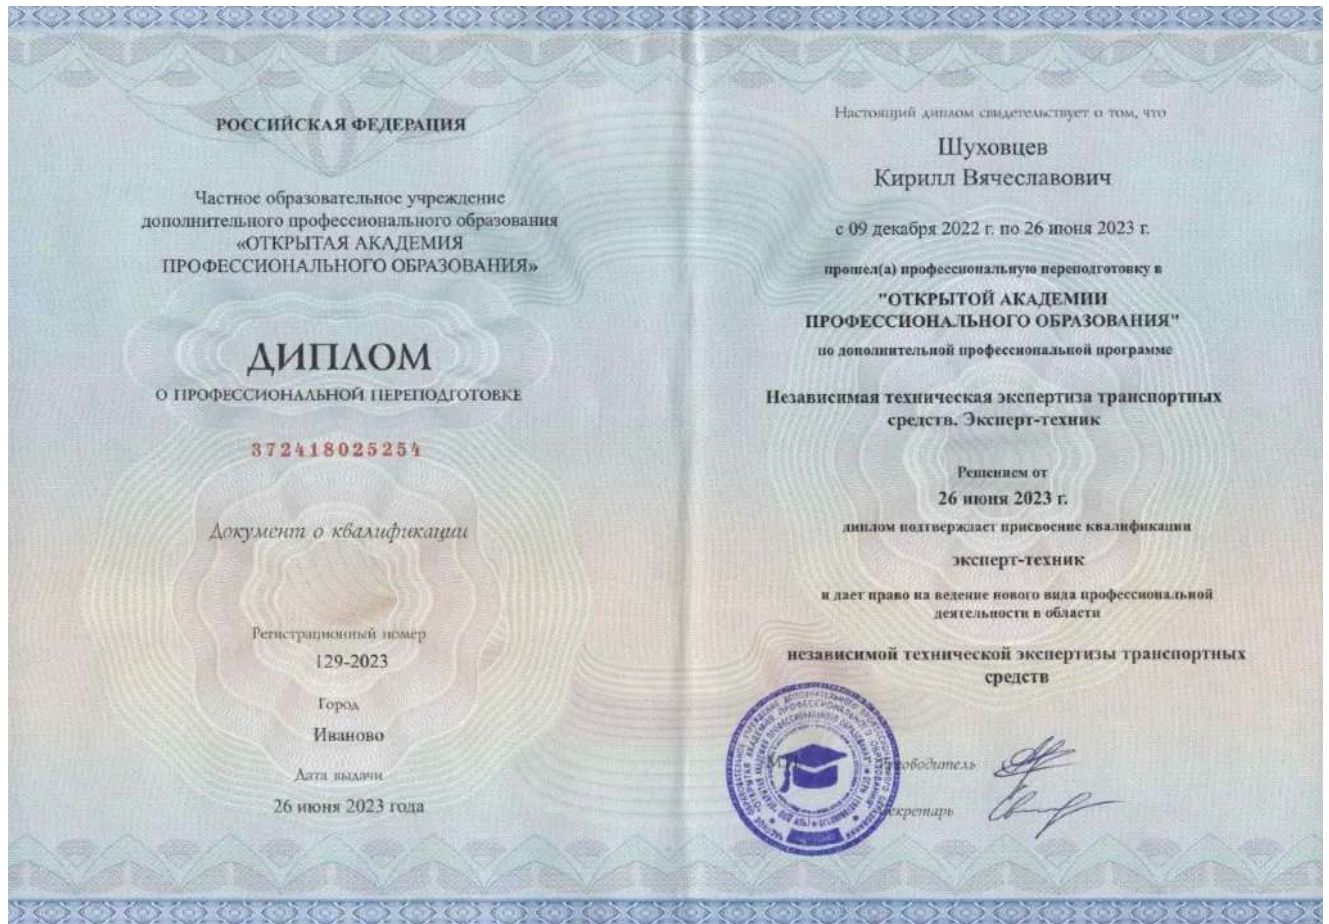 РОССИЙСКАЯ ФЕДЕРАЦИЯ
Частное образовательное учреждение
дополнительного профессионального образования
«ОТКРЫТАЯ АКАДЕМИЯ
ПРОФЕССИОНАЛЬНОГО ОБРАЗОВАНИЯ»
ДИПЛОМ
О ПРОФЕССИОНАЛЬНОЙ ПЕРЕПОДГОТОВКЕ
372418025254
Документ о квалификации
Регистрационный номер
129-2023
Город
Иваново
Дата выдачи
26 июня 2023 года
Настоящий диплом свидетельствует о том, что
Шуховцев
Кирилл Вячеславович
с 09 декабря 2022 г. по 26 июня 2023 г.
прошел(а) профессиональную переподготовку в
"ОТКРЫТОЙ АКАДЕМИИ
ПРОФЕССИОНАЛЬНОГО ОБРАЗОВАНИЯ"
по дополнительной профессиональной программе
Независимая техническая экспертиза транспортных
средств. Эксперт-техник
Решением от
26 июня 2023 г.
диплом подтверждает присвоение квалификации
эксперт-техник
и дает право на ведение нового вида профессиональной
деятельности в области
независимой технической экспертизы транспортных
средств
М.П.
Руководитель
Секретарь